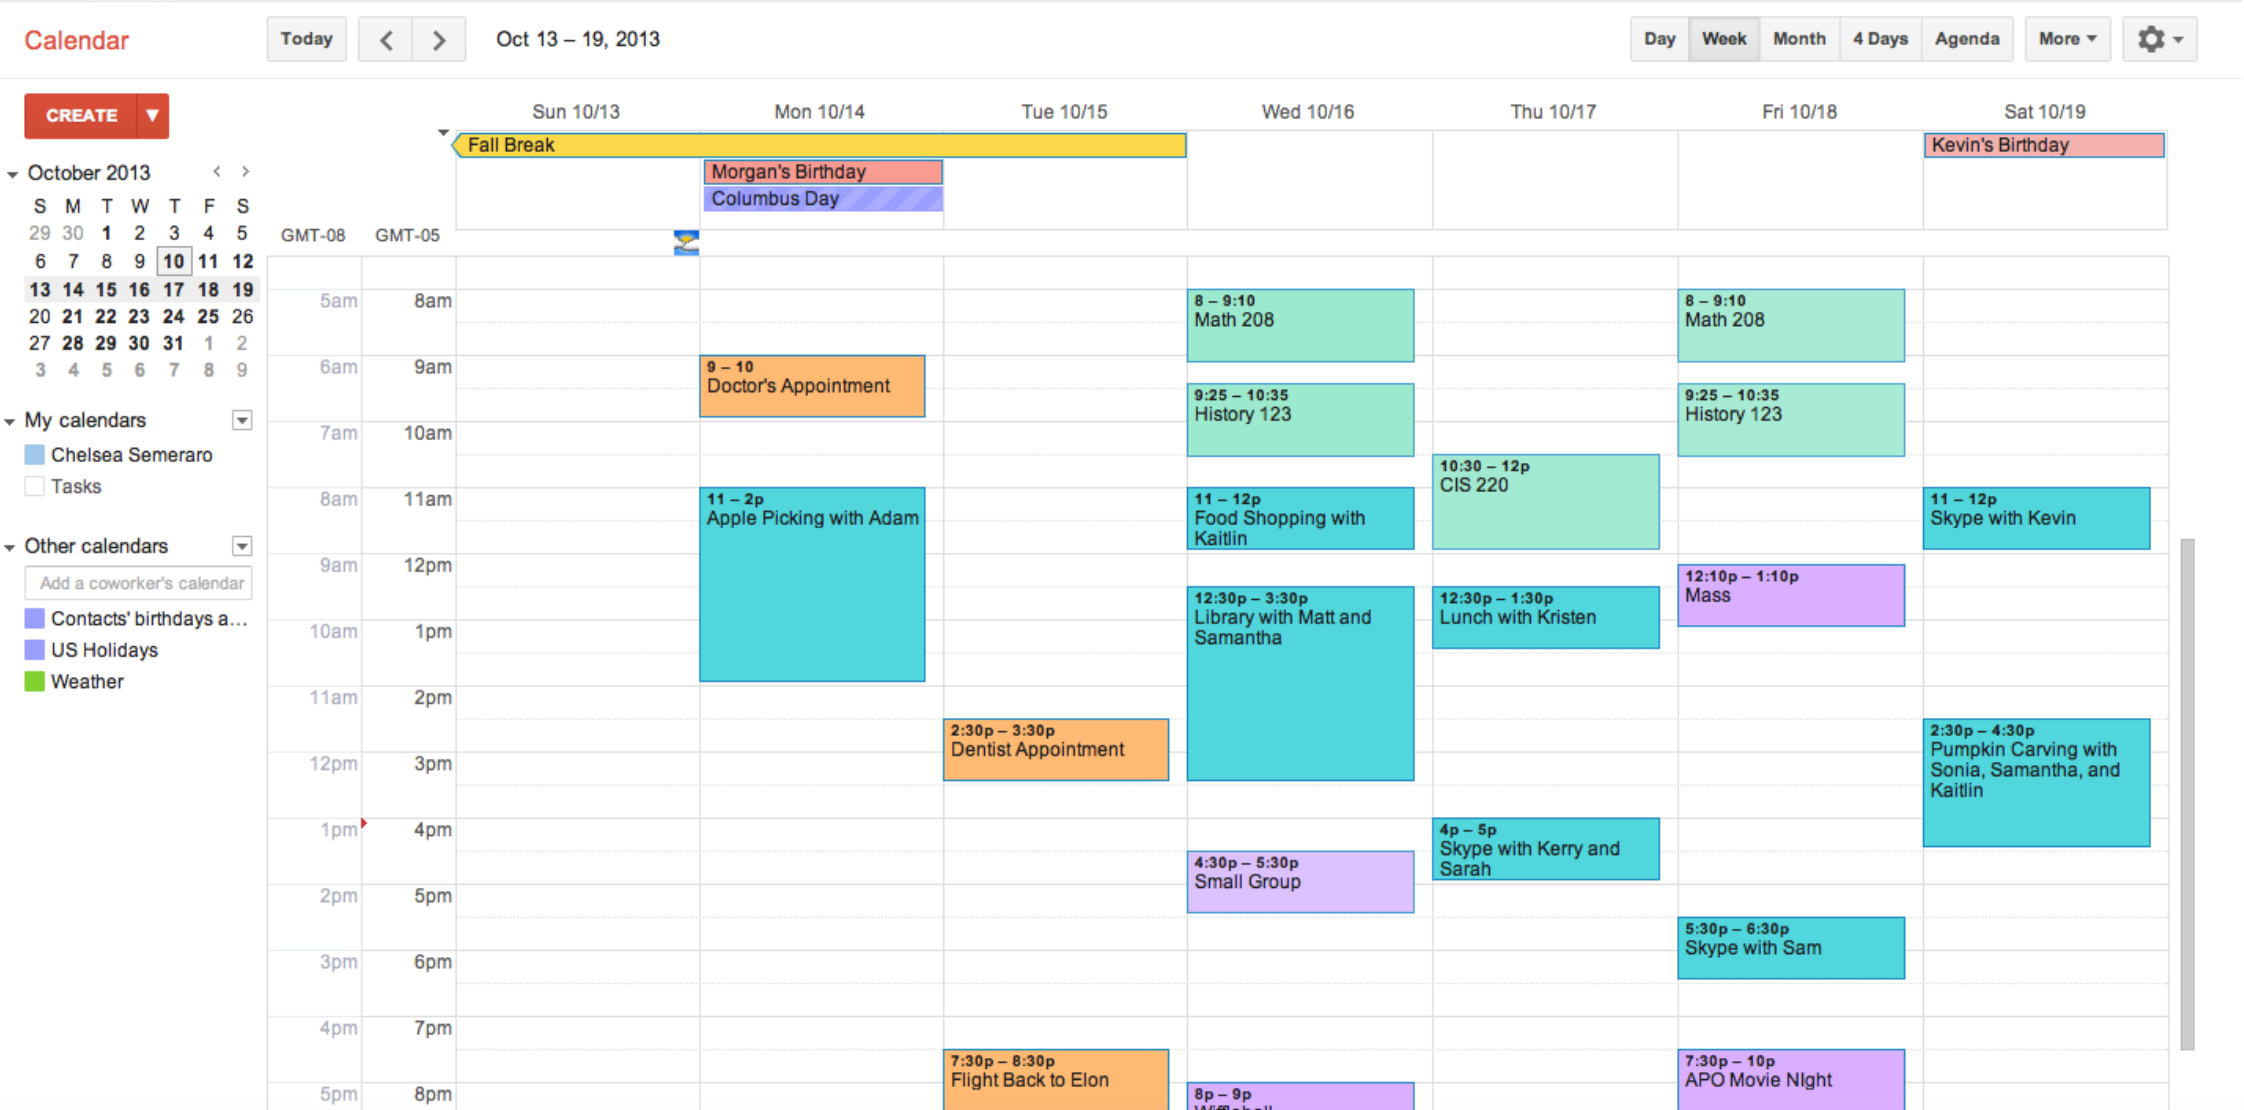 Calendar
Today
Oct 13 – 19, 2013
Day
Week
Month
4 Days
Agenda
More
CREATE
October 2013
S M T W T F S
29 30 1 2 3 4 5
6 7 8 9 10 11 12
13 14 15 16 17 18 19
20 21 22 23 24 25 26
27 28 29 30 31 1 2
3 4 5 6 7 8 9
My calendars
Chelsea Semeraro
Tasks
Other calendars
Add a coworker's calendar
Contacts' birthdays a...
US Holidays
Weather
Sun 10/13
Mon 10/14
Tue 10/15
Wed 10/16
Thu 10/17
Fri 10/18
Sat 10/19
Fall Break
Kevin's Birthday
Morgan's Birthday
Columbus Day
GMT-08
GMT-05
5am 8am
6am 9am
7am 10am
8am 11am
9am 12pm
10am 1pm
11am 2pm
12pm 3pm
1pm 4pm
2pm 5pm
3pm 6pm
4pm 7pm
5pm 8pm
9 – 10
Doctor's Appointment
11 – 2p
Apple Picking with Adam
2:30p – 3:30p
Dentist Appointment
7:30p – 8:30p
Flight Back to Elon
8 – 9:10
Math 208
9:25 – 10:35
History 123
11 – 12p
Food Shopping with
Kaitlin
12:30p – 3:30p
Library with Matt and
Samantha
4:30p – 5:30p
Small Group
8p – 9p
10:30 – 12p
CIS 220
12:30p – 1:30p
Lunch with Kristen
4p – 5p
Skype with Kerry and
Sarah
8 – 9:10
Math 208
9:25 – 10:35
History 123
12:10p – 1:10p
Mass
5:30p – 6:30p
Skype with Sam
7:30p – 10p
APO Movie NIght
11 – 12p
Skype with Kevin
2:30p – 4:30p
Pumpkin Carving with
Sonia, Samantha, and
Kaitlin